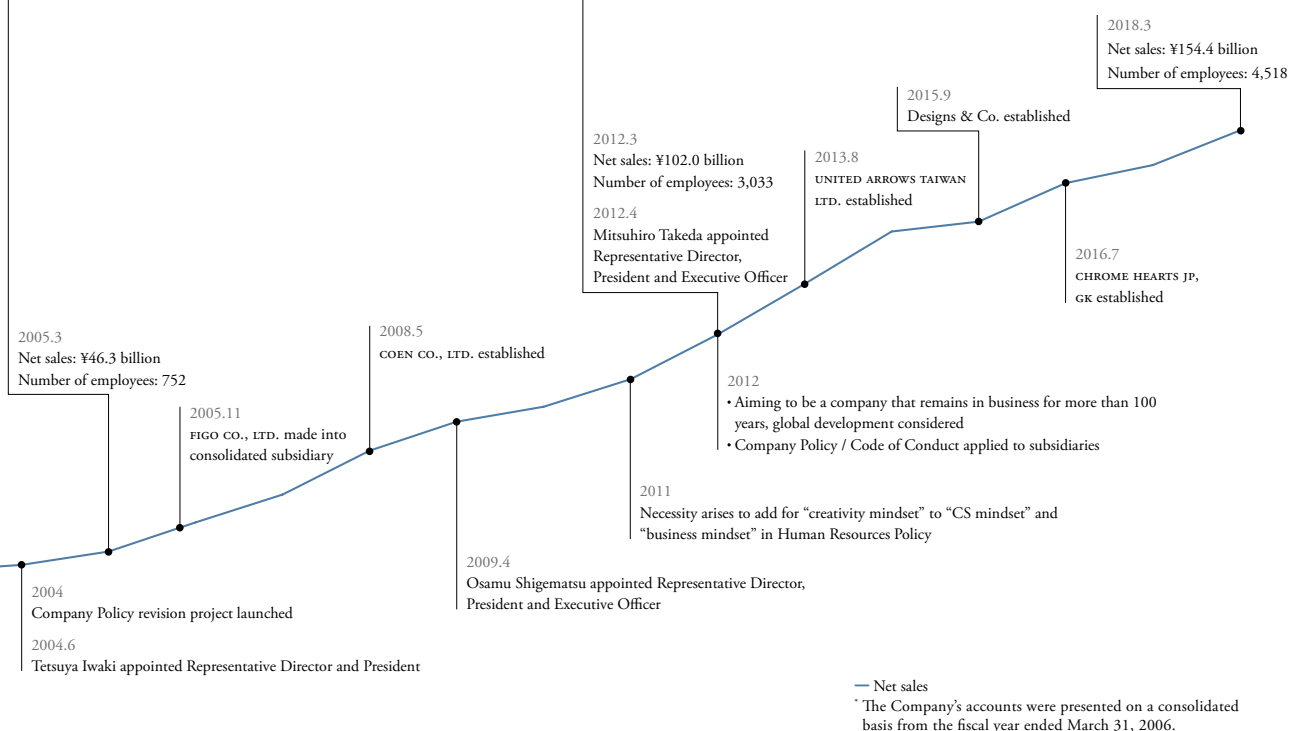 2018.3
Net sales: ¥154.4 billion
Number of employees: 4,518
2015.9
Designs & Co. established
2012.3
Net sales: ¥102.0 billion
Number of employees: 3,033
2012.4
Mitsuhiro Takeda appointed
Representative Director,
President and Executive Officer
2013.8
UNITED ARROWS TAIWAN
LTD. established
2016.7
CHROME HEARTS JP,
GK established
2005.3
Net sales: ¥46.3 billion
Number of employees: 752
2008.5
COEN CO., LTD. established
2005.11
FIGO CO., LTD. made into
consolidated subsidiary
2012
• Aiming to be a company that remains in business for more than 100
years, global development considered
• Company Policy / Code of Conduct applied to subsidiaries
2011
Necessity arises to add for “creativity mindset” to “CS mindset” and
“business mindset” in Human Resources Policy
2009.4
Osamu Shigematsu appointed Representative Director,
President and Executive Officer
2004
Company Policy revision project launched
2004.6
Tetsuya Iwaki appointed Representative Director and President
Net sales
* The Company’s accounts were presented on a consolidated
basis from the fiscal year ended March 31, 2006.